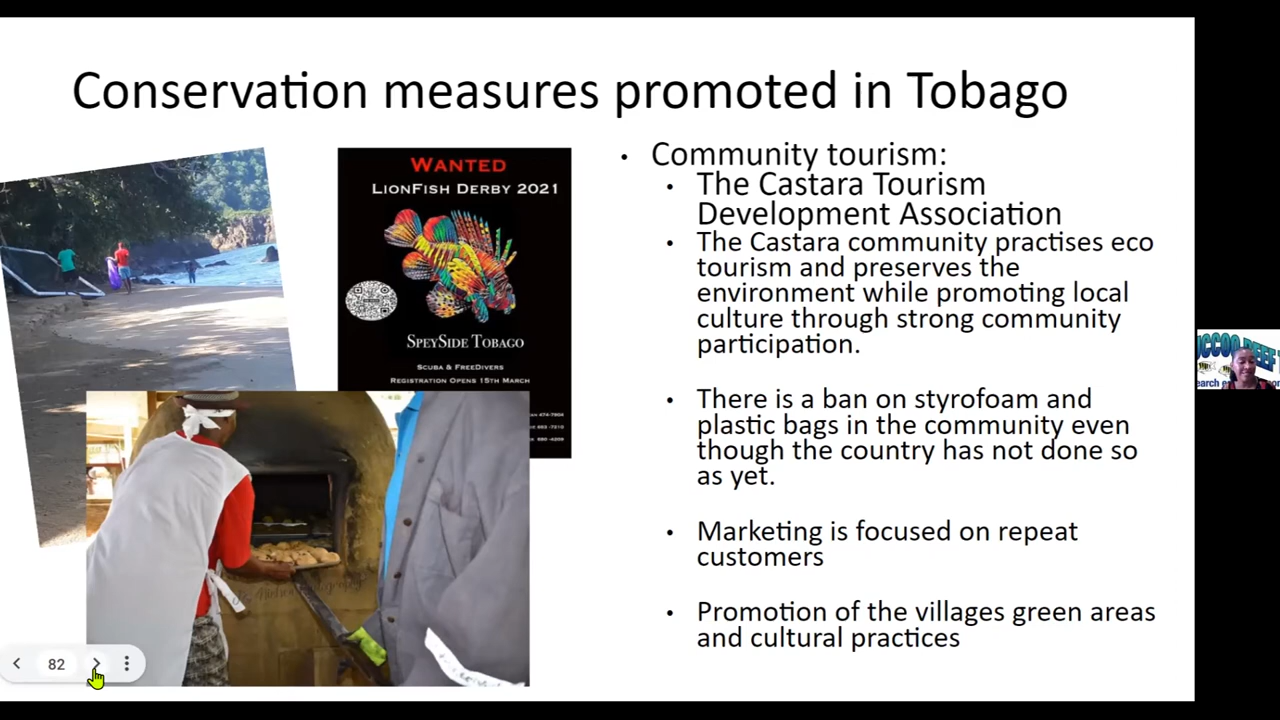 Conservation measures promoted in Tobago
WANTED
LIONFISH DERBY 2021
SPEYSIDE TOBAGO
SCUBA & FREEDIVERS
REGISTRATION OPENS 15TH MARCH
• Community tourism:
• The Castara Tourism
Development Association
• The Castara community practises eco
tourism and preserves the
environment while promoting local
culture through strong community
participation.
• There is a ban on styrofoam and
plastic bags in the community even
though the country has not done so
as yet.
• Marketing is focused on repeat
customers
• Promotion of the villages green areas
and cultural practices
82